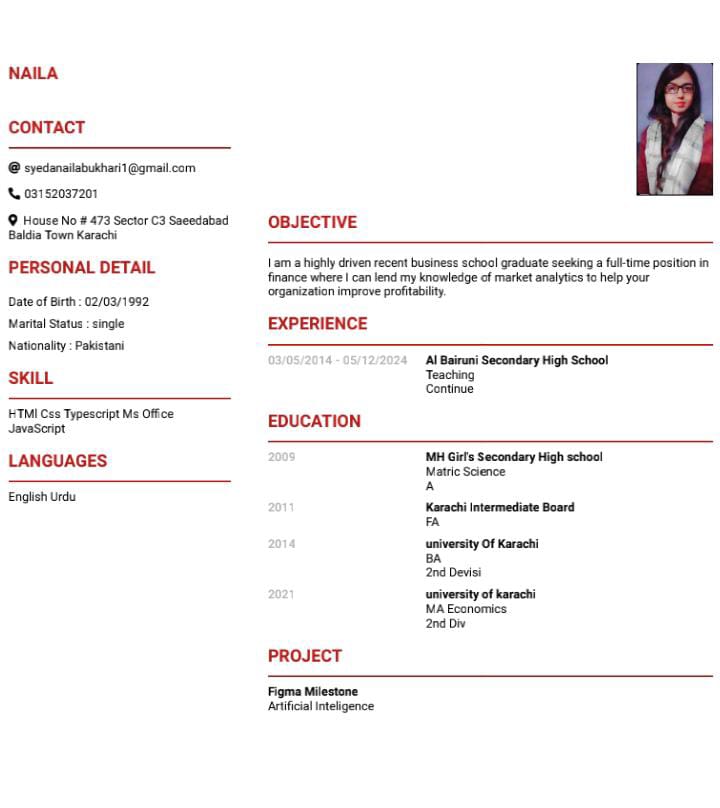 NAILA
CONTACT
syedanailabukhari1@gmail.com
03152037201
House No # 473 Sector C3 Saeedabad
Baldia Town Karachi
PERSONAL DETAIL
Date of Birth : 02/03/1992
Marital Status : single
Nationality : Pakistani
SKILL
HTMl Css Typescript Ms Office
JavaScript
LANGUAGES
English Urdu
OBJECTIVE
I am a highly driven recent business school graduate seeking a full-time position in
finance where I can lend my knowledge of market analytics to help your
organization improve profitability.
EXPERIENCE
03/05/2014 - 05/12/2024 Al Bairuni Secondary High School
Teaching
Continue
EDUCATION
2009 MH Girl's Secondary High school
Matric Science
A
2011 Karachi Intermediate Board
FA
2014 university Of Karachi
BA
2nd Devisi
2021 university of karachi
MA Economics
2nd Div
PROJECT
Figma Milestone
Artificial Inteligence